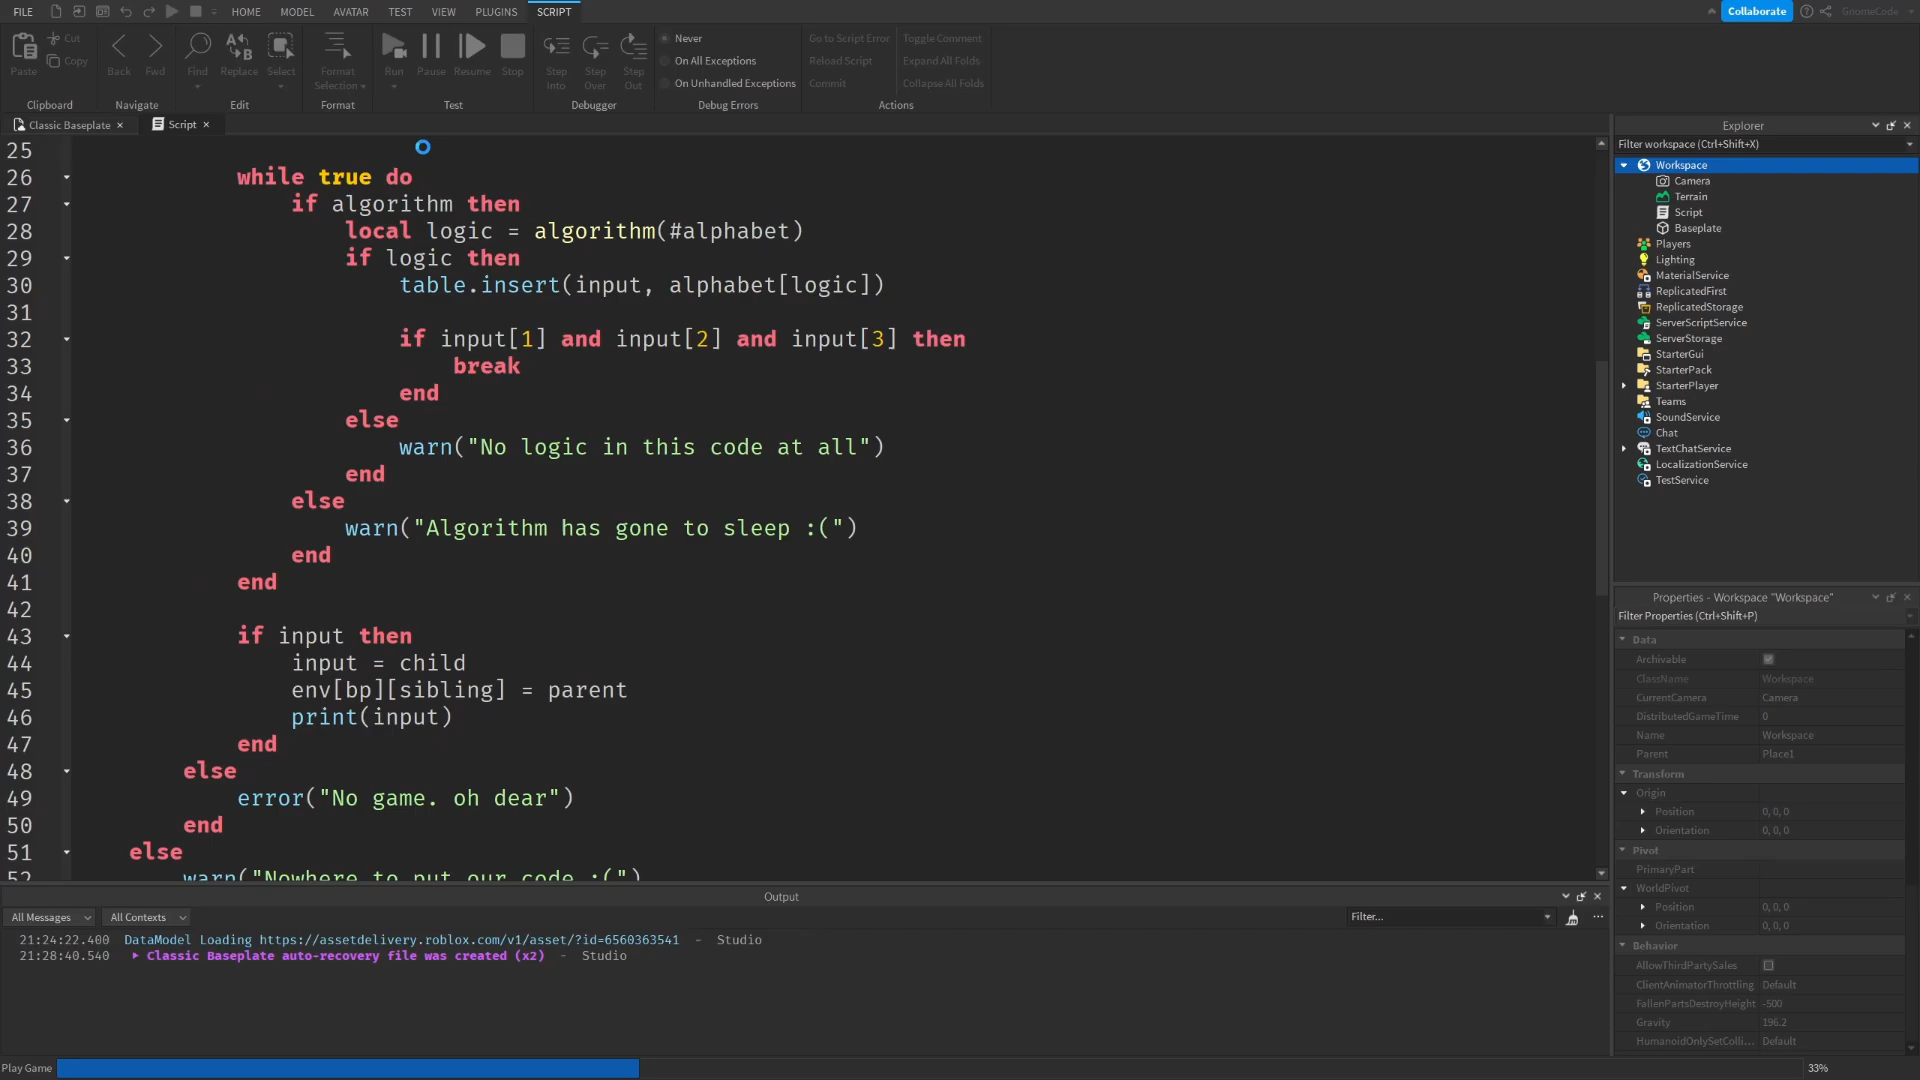 FILE HOME MODEL AVATAR TEST VIEW PLUGINS SCRIPT Collaborate GnomeCode
Paste Cut Copy Back Fwd Find Replace Select Format Selection Run Pause Resume Stop Step Into Step Over Step Out
Never Go to Script Error Toggle Comment
On All Exceptions Reload Script Expand All Folds
On Unhandled Exceptions Commit Collapse All Folds
Clipboard Navigate Edit Format Test Debugger Debug Errors Actions
Classic Baseplate Script
25
26 while true do
27 if algorithm then
28 local logic = algorithm(#alphabet)
29 if logic then
30 table.insert(input, alphabet[logic])
31
32 if input[1] and input[2] and input[3] then
33 break
34 end
35 else
36 warn("No logic in this code at all")
37 end
38 else
39 warn("Algorithm has gone to sleep :(")
40 end
41 end
42
43 if input then
44 input = child
45 env[bp][sibling] = parent
46 print(input)
47 end
48 else
49 error("No game. oh dear")
50 end
51 else
52 warn("Nowhere to put our code :(")
Output
All Messages All Contexts Filter...
21:24:22.400 DataModel Loading https://assetdelivery.roblox.com/v1/asset/?id=6560363541 - Studio
21:28:40.540 Classic Baseplate auto-recovery file was created (x2) - Studio
Play Game 33%
Explorer
Filter workspace (Ctrl+Shift+X)
Workspace
Camera
Terrain
Script
Baseplate
Players
Lighting
MaterialService
ReplicatedFirst
ReplicatedStorage
ServerScriptService
ServerStorage
StarterGui
StarterPack
StarterPlayer
Teams
SoundService
Chat
TextChatService
LocalizationService
TestService
Properties - Workspace "Workspace"
Filter Properties (Ctrl+Shift+P)
Data
Archivable
ClassName Workspace
CurrentCamera Camera
DistributedGameTime 0
Name Workspace
Parent Place1
Transform
Origin
Position 0, 0, 0
Orientation 0, 0, 0
Pivot
PrimaryPart
WorldPivot
Position 0, 0, 0
Orientation 0, 0, 0
Behavior
AllowThirdPartySales
ClientAnimatorThrottling Default
FallenPartsDestroyHeight -500
Gravity 196.2
HumanoidOnlySetColli... Default